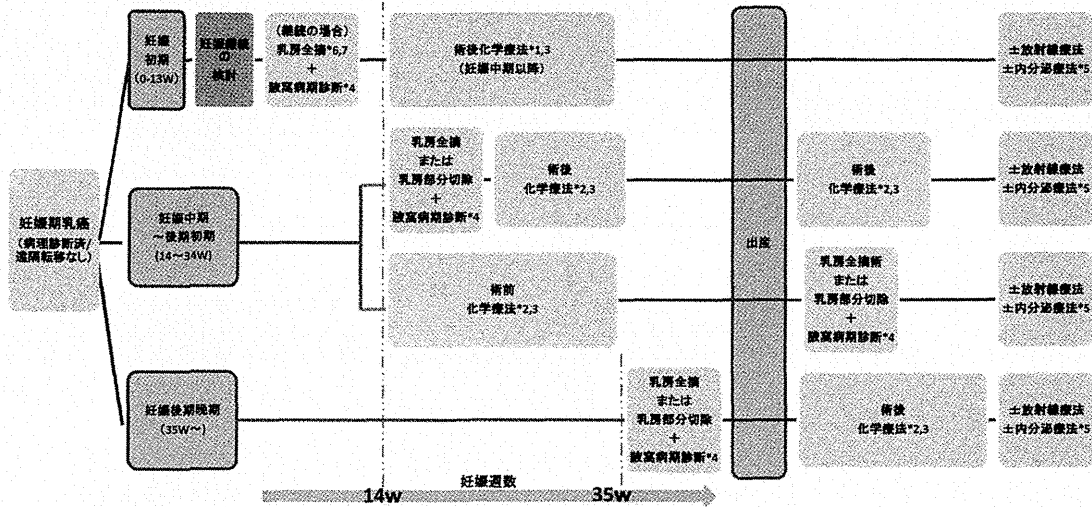 妊娠期乳癌
(病理診断済/
遠隔転移なし)
妊娠
初期
(0-13W)
妊娠継続
の
検討
(継続の場合)
乳房全摘*6,7
+
腋窩病期診断*4
術後化学療法*1,3
(妊娠中期以降)
±放射線療法
±内分泌療法*5
妊娠中期
~後期初期
(14~34W)
乳房全摘
または
乳房部分切除
+
腋窩病期診断*4
術後
化学療法*2,3
術後
化学療法*2,3
±放射線療法
±内分泌療法*5
術前
化学療法*2,3
出産
乳房全摘術
または
乳房部分切除
+
腋窩病期診断*4
±放射線療法
±内分泌療法*5
妊娠後期晩期
(35W~)
乳房全摘
または
乳房部分切除
+
腋窩病期診断*4
術後
化学療法*2,3
±放射線療法
±内分泌療法*5
妊娠週数
14w
35w